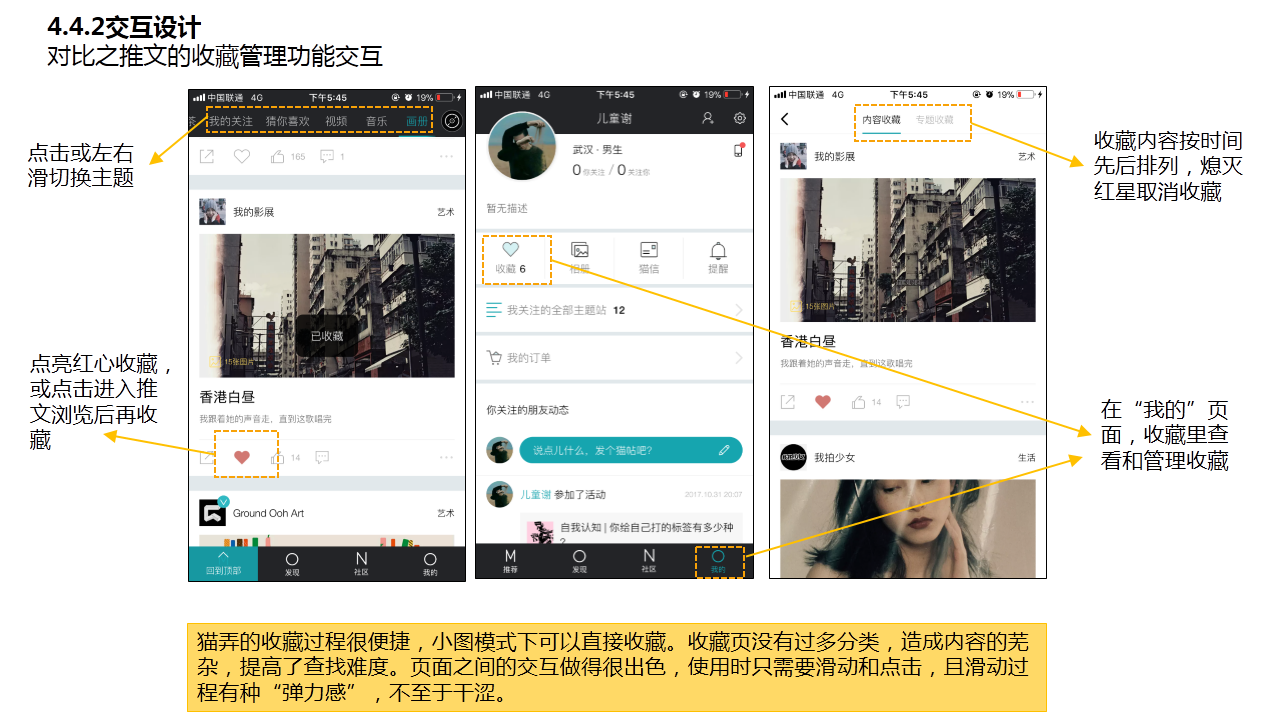 4.4.2交互设计
对比之推文的收藏管理功能交互
点击或左右
滑切换主题
点亮红心收藏，
或点击进入推
文浏览后再收
藏
中国联通 4G 下午5:45 19%
茶 我的关注 猜你喜欢 视频 音乐 画册
165 1
我的影展 艺术
已收藏
15张图片
香港白昼
我跟着她的声音走，直到这歌唱完
14
Ground Ooh Art 艺术
回到顶部 发现 社区 我的
中国联通 4G 下午5:45 19%
儿童谢
武汉 · 男生
0 你关注 / 0 关注你
暂无描述
收藏 6 相册 猫信 提醒
我关注的全部主题站 12
我的订单
你关注的朋友动态
说点儿什么，发个猫帖吧？
儿童谢 参加了活动 2017.10.31 20:07
自我认知 | 你给自己打的标签有多少种
？
推荐 发现 社区 我的
中国联通 4G 下午5:45 19%
内容收藏 专题收藏
我的影展 艺术
15张图片
香港白昼
我跟着她的声音走，直到这歌唱完
14
我拍少女 生活
收藏内容按时间
先后排列，熄灭
红星取消收藏
在“我的”页
面，收藏里查
看和管理收藏
猫弄的收藏过程很便捷，小图模式下可以直接收藏。收藏页没有过多分类，造成内容的芜
杂，提高了查找难度。页面之间的交互做得很出色，使用时只需要滑动和点击，且滑动过
程有种“弹力感”，不至于干涩。